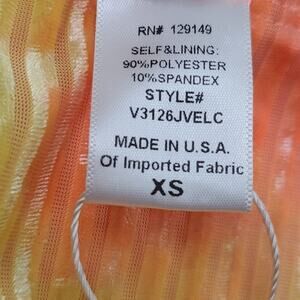 RN# 129149
SELF&LINING:
90%POLYESTER
10%SPANDEX
STYLE#
V3126JVELC
MADE IN U.S.A.
Of Imported Fabric
XS